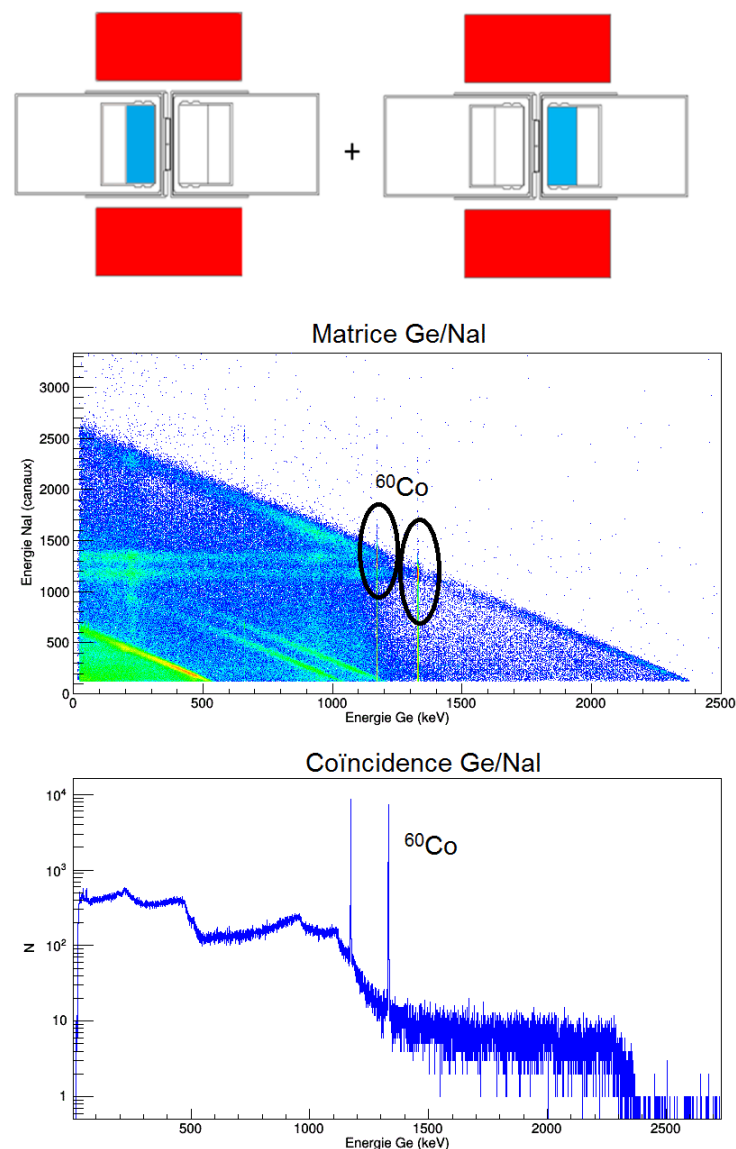 +
Matrice Ge/NaI
Energie NaI (canaux)
3000
2500
2000
1500
1000
500
0
⁶⁰Co
0 500 1000 1500 2000 2500
Energie Ge (keV)
Coïncidence Ge/NaI
N
10⁴
10³
10²
10
1
⁶⁰Co
500 1000 1500 2000 2500
Energie Ge (keV)